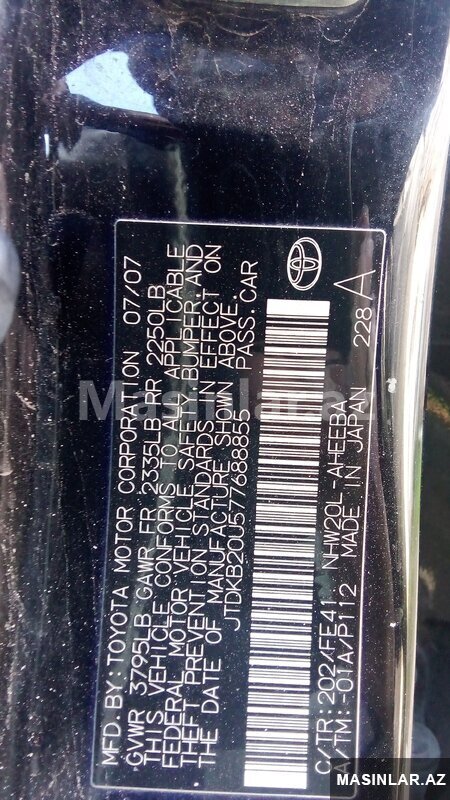 MFD. BY: TOYOTA MOTOR CORPORATION 07/07
GVWR 3795LB GAWR FR 2335LB RR 2250LB
THIS VEHICLE CONFORMS TO ALL APPLICABLE
FEDERAL MOTOR VEHICLE SAFETY, BUMPER, AND
THEFT PREVENTION STANDARDS IN EFFECT ON
THE DATE OF MANUFACTURE SHOWN ABOVE.
JTDKB20U577688855 PASS. CAR
C/TR: 202/FE41 NHW20L-AHEEBA 228 A
A/TM: -01A/P112 MADE IN JAPAN
Masinlar.az
MASINLAR.AZ